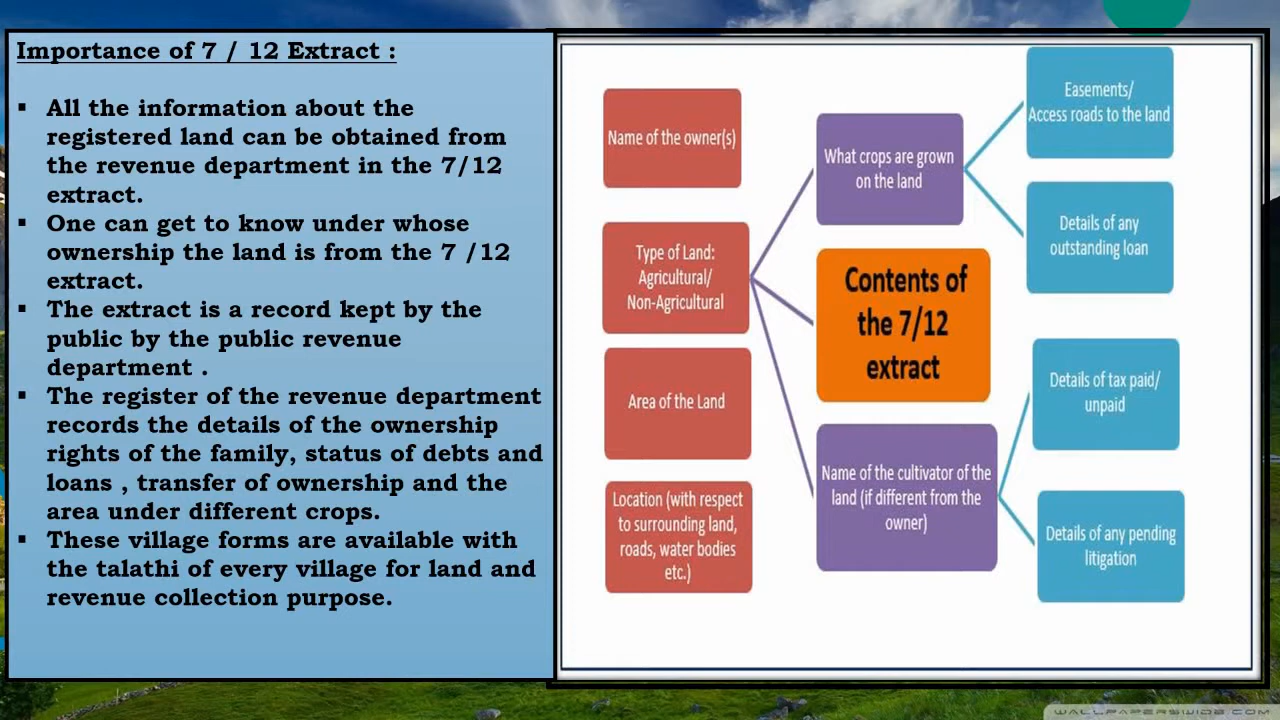 Importance of 7 / 12 Extract :
▪ All the information about the
registered land can be obtained from
the revenue department in the 7/12
extract.
▪ One can get to know under whose
ownership the land is from the 7 /12
extract.
▪ The extract is a record kept by the
public by the public revenue
department .
▪ The register of the revenue department
records the details of the ownership
rights of the family, status of debts and
loans , transfer of ownership and the
area under different crops.
▪ These village forms are available with
the talathi of every village for land and
revenue collection purpose.
Name of the owner(s)
Type of Land:
Agricultural/
Non-Agricultural
Area of the Land
Location (with respect
to surrounding land,
roads, water bodies
etc.)
What crops are grown
on the land
Contents of
the 7/12
extract
Name of the cultivator of the
land (if different from the
owner)
Easements/
Access roads to the land
Details of any
outstanding loan
Details of tax paid/
unpaid
Details of any pending
litigation
WALLPAPERSWIDE.COM